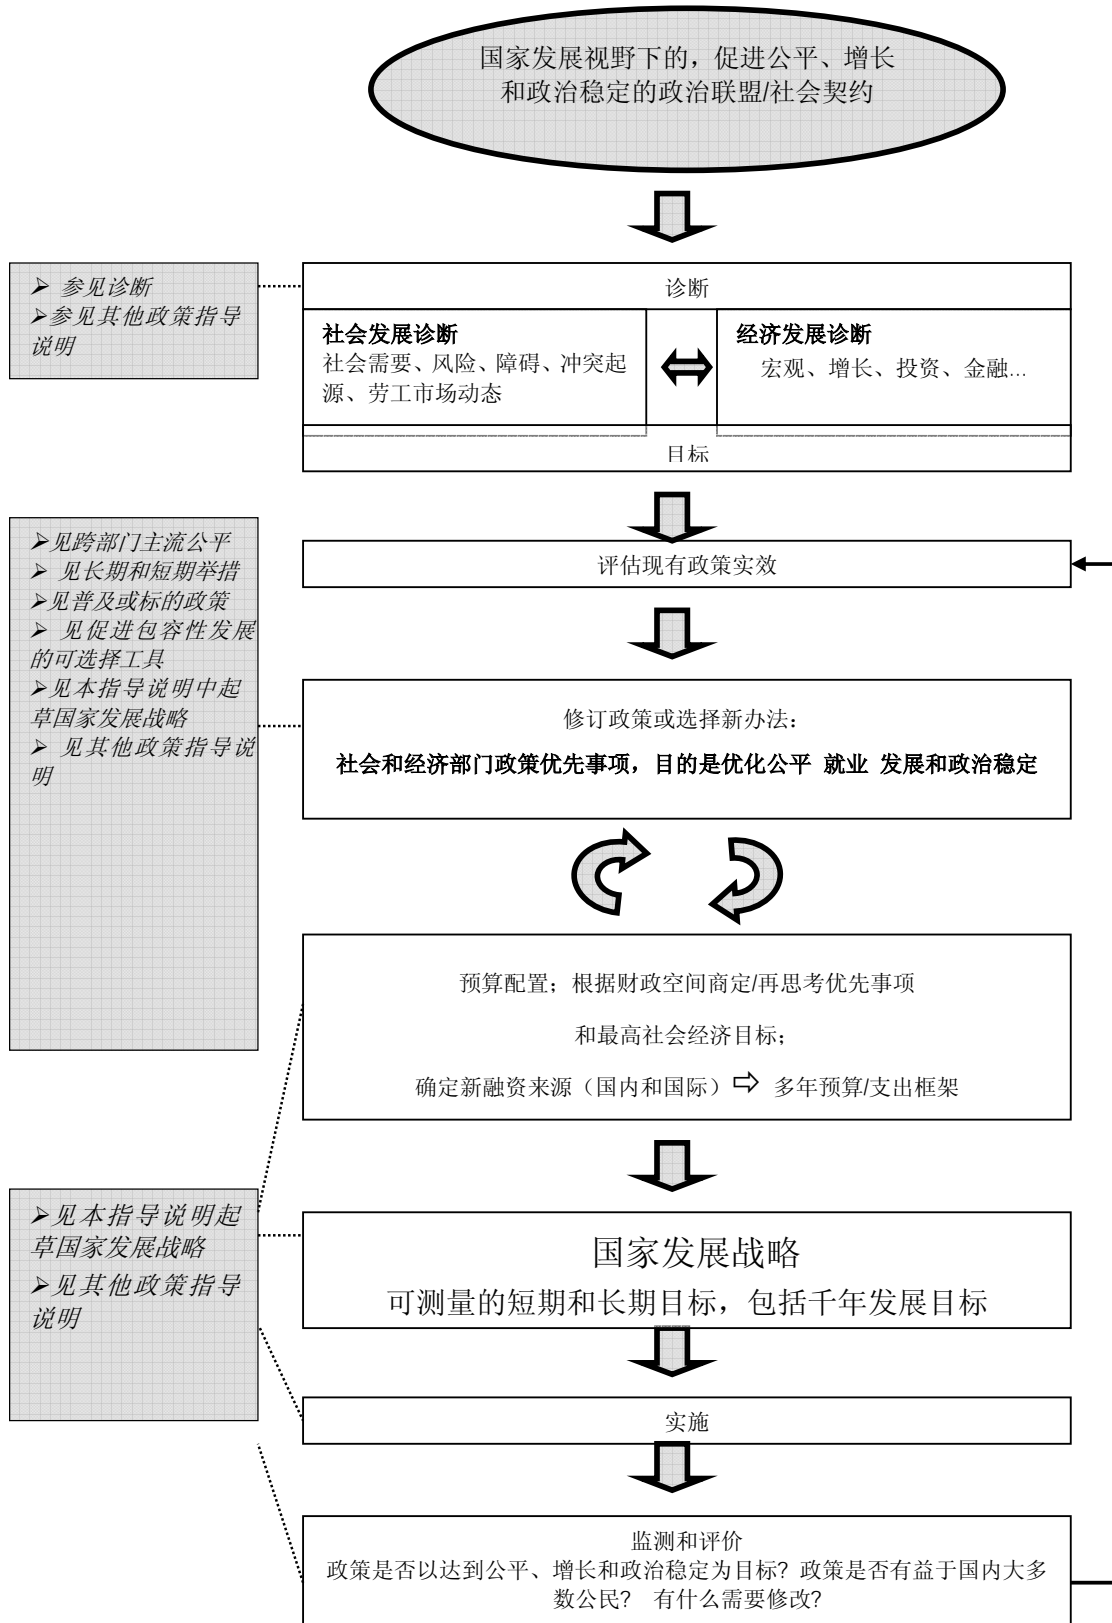 国家发展视野下的，促进公平、增长
和政治稳定的政治联盟/社会契约
➢ 参见诊断
➢参见其他政策指导
说明
诊断
社会发展诊断
社会需要、风险、障碍、冲突起
源、劳工市场动态
经济发展诊断
宏观、增长、投资、金融...
目标
➢见跨部门主流公平
➢ 见长期和短期举措
➢见普及或标的政策
➢ 见促进包容性发展
的可选择工具
➢见本指导说明中起
草国家发展战略
➢ 见其他政策指导说
明
评估现有政策实效
修订政策或选择新办法：
社会和经济部门政策优先事项，目的是优化公平 就业 发展和政治稳定
预算配置；根据财政空间商定/再思考优先事项
和最高社会经济目标；
确定新融资来源（国内和国际）⇨ 多年预算/支出框架
➢见本指导说明起
草国家发展战略
➢见其他政策指导
说明
国家发展战略
可测量的短期和长期目标，包括千年发展目标
实施
监测和评价
政策是否以达到公平、增长和政治稳定为目标？政策是否有益于国内大多
数公民？ 有什么需要修改？